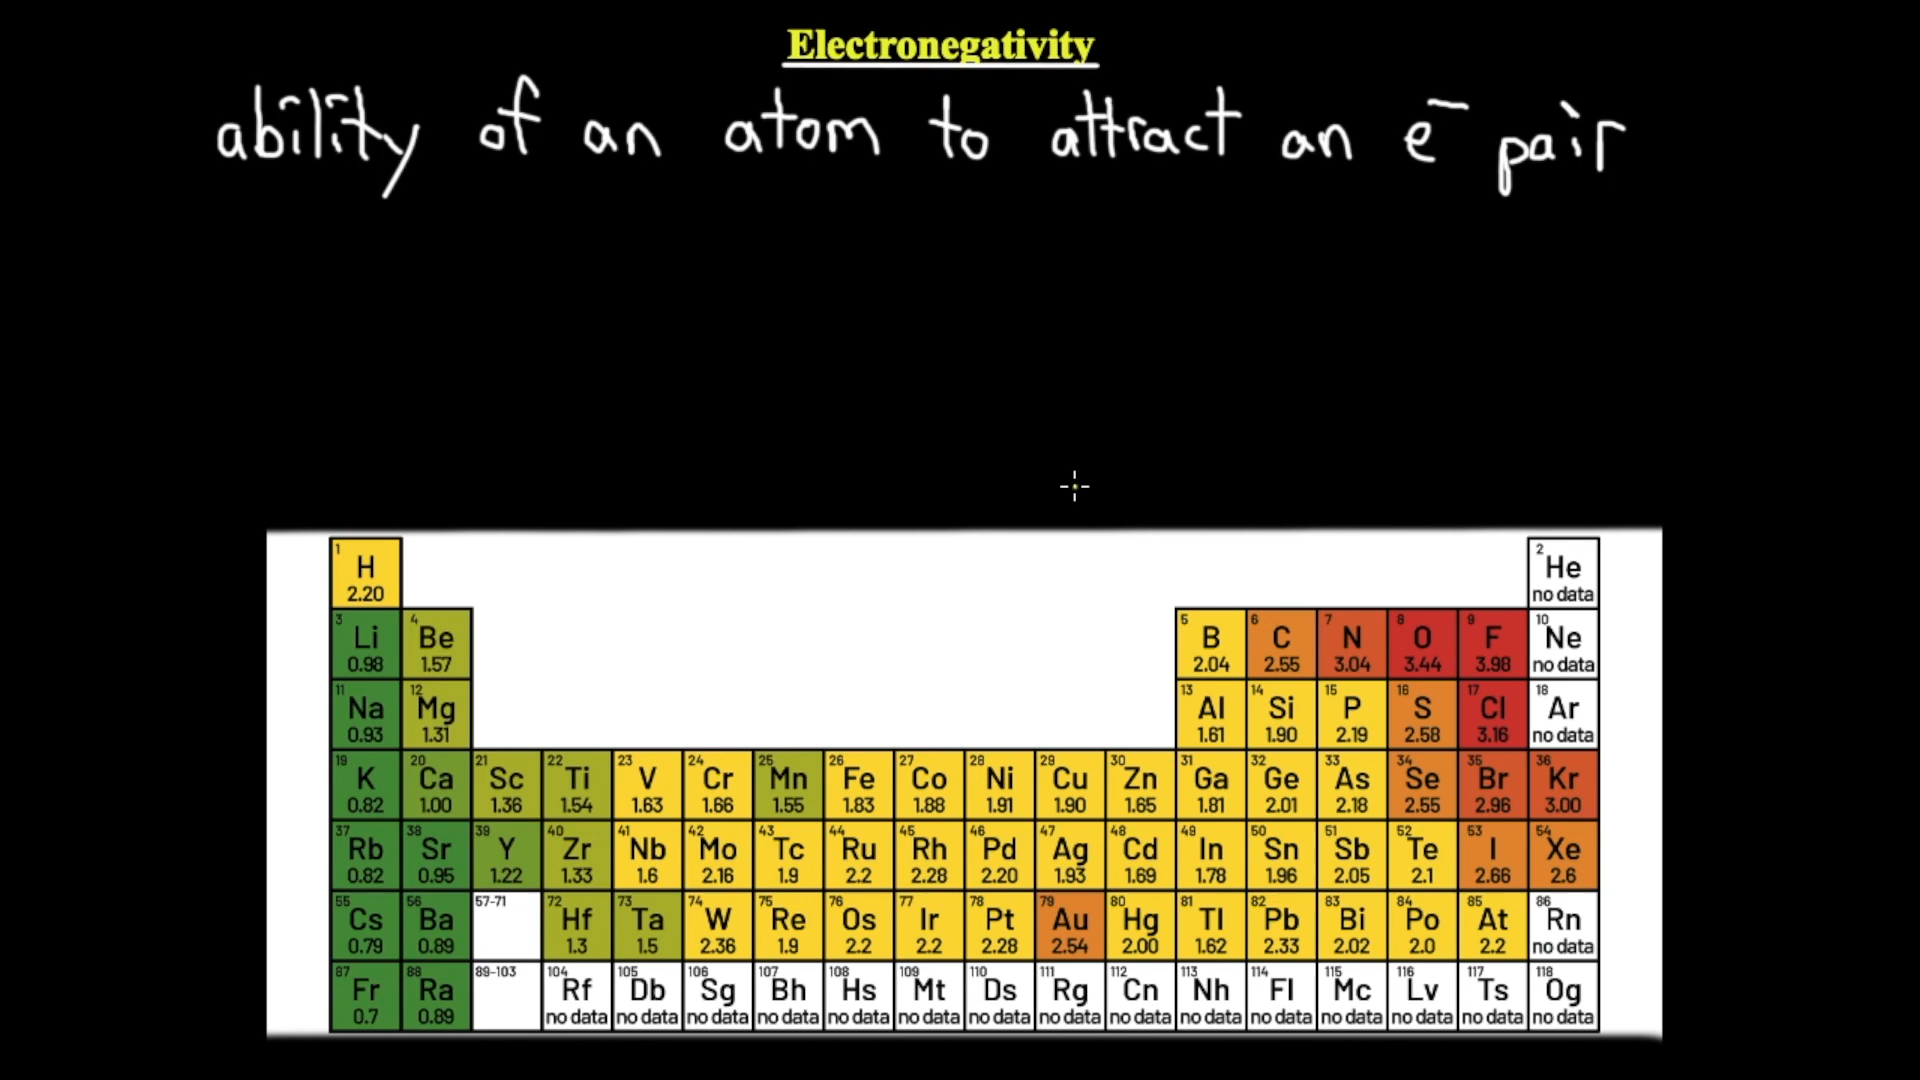 Electronegativity
ability of an atom to attract an e⁻ pair
1 2
H He
2.20 no data
3 4 5 6 7 8 9 10
Li Be B C N O F Ne
0.98 1.57 2.04 2.55 3.04 3.44 3.98 no data
11 12 13 14 15 16 17 18
Na Mg Al Si P S Cl Ar
0.93 1.31 1.61 1.90 2.19 2.58 3.16 no data
19 20 21 22 23 24 25 26 27 28 29 30 31 32 33 34 35 36
K Ca Sc Ti V Cr Mn Fe Co Ni Cu Zn Ga Ge As Se Br Kr
0.82 1.00 1.36 1.54 1.63 1.66 1.55 1.83 1.88 1.91 1.90 1.65 1.81 2.01 2.18 2.55 2.96 3.00
37 38 39 40 41 42 43 44 45 46 47 48 49 50 51 52 53 54
Rb Sr Y Zr Nb Mo Tc Ru Rh Pd Ag Cd In Sn Sb Te I Xe
0.82 0.95 1.22 1.33 1.6 2.16 1.9 2.2 2.28 2.20 1.93 1.69 1.78 1.96 2.05 2.1 2.66 2.6
55 56 57-71 72 73 74 75 76 77 78 79 80 81 82 83 84 85 86
Cs Ba Hf Ta W Re Os Ir Pt Au Hg Tl Pb Bi Po At Rn
0.79 0.89 1.3 1.5 2.36 1.9 2.2 2.2 2.28 2.54 2.00 1.62 2.33 2.02 2.0 2.2 no data
87 88 89-103 104 105 106 107 108 109 110 111 112 113 114 115 116 117 118
Fr Ra Rf Db Sg Bh Hs Mt Ds Rg Cn Nh Fl Mc Lv Ts Og
0.7 0.89 no data no data no data no data no data no data no data no data no data no data no data no data no data no data no data